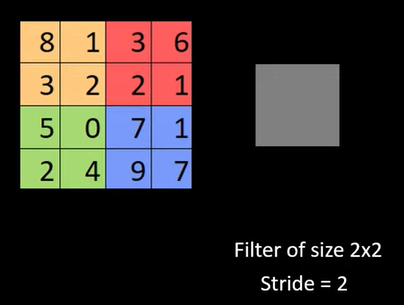 8 1 3 6
3 2 2 1
5 0 7 1
2 4 9 7
Filter of size 2x2
Stride = 2